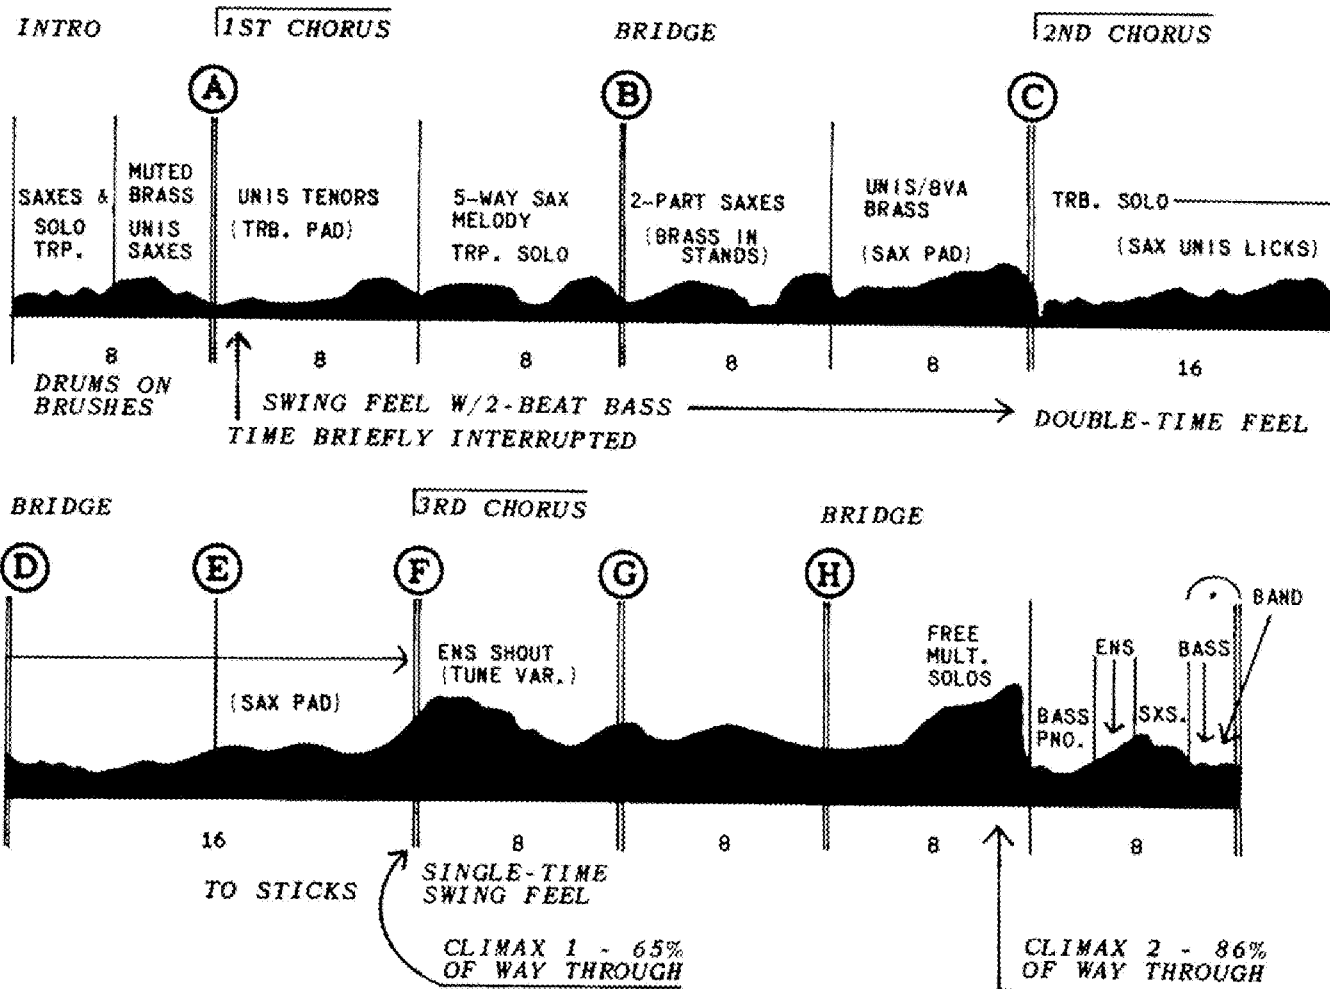 INTRO
1ST CHORUS
BRIDGE
2ND CHORUS
A
B
C
SAXES &
SOLO
TRP.
MUTED
BRASS
UNIS
SAXES
UNIS TENORS
(TRB. PAD)
5-WAY SAX
MELODY
TRP. SOLO
2-PART SAXES
(BRASS IN
STANDS)
UNIS/8VA
BRASS
(SAX PAD)
TRB. SOLO
(SAX UNIS LICKS)
8
8
8
8
8
16
DRUMS ON
BRUSHES
SWING FEEL W/2-BEAT BASS
TIME BRIEFLY INTERRUPTED
DOUBLE-TIME FEEL
BRIDGE
3RD CHORUS
BRIDGE
D
E
F
G
H
(SAX PAD)
ENS SHOUT
(TUNE VAR.)
FREE
MULT.
SOLOS
BASS
PNO.
ENS
SXS.
BASS
BAND
16
8
8
8
8
TO STICKS
SINGLE-TIME
SWING FEEL
CLIMAX 1 - 65%
OF WAY THROUGH
CLIMAX 2 - 86%
OF WAY THROUGH